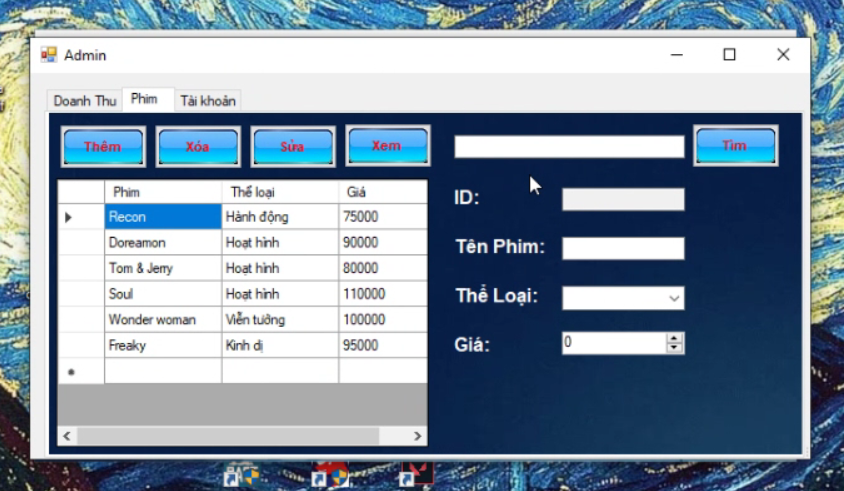 Admin
Doanh Thu Phim Tài khoản
Thêm Xóa Sửa Xem Tìm
Phim Thể loại Giá
Recon Hành động 75000
Doreamon Hoạt hình 90000
Tom & Jerry Hoạt hình 80000
Soul Hoạt hình 110000
Wonder woman Viễn tưởng 100000
Freaky Kinh dị 95000
ID:
Tên Phim:
Thể Loại:
Giá: 0